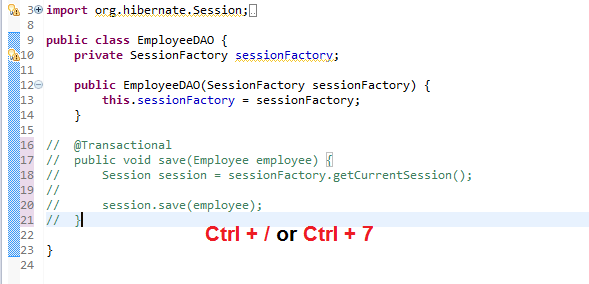 3 import org.hibernate.Session;
8
9 public class EmployeeDAO {
10     private SessionFactory sessionFactory;
11
12     public EmployeeDAO(SessionFactory sessionFactory) {
13         this.sessionFactory = sessionFactory;
14     }
15
16 //  @Transactional
17 //  public void save(Employee employee) {
18 //      Session session = sessionFactory.getCurrentSession();
19 //
20 //      session.save(employee);
21 //  }
22
Ctrl + / or Ctrl + 7
23 }
24